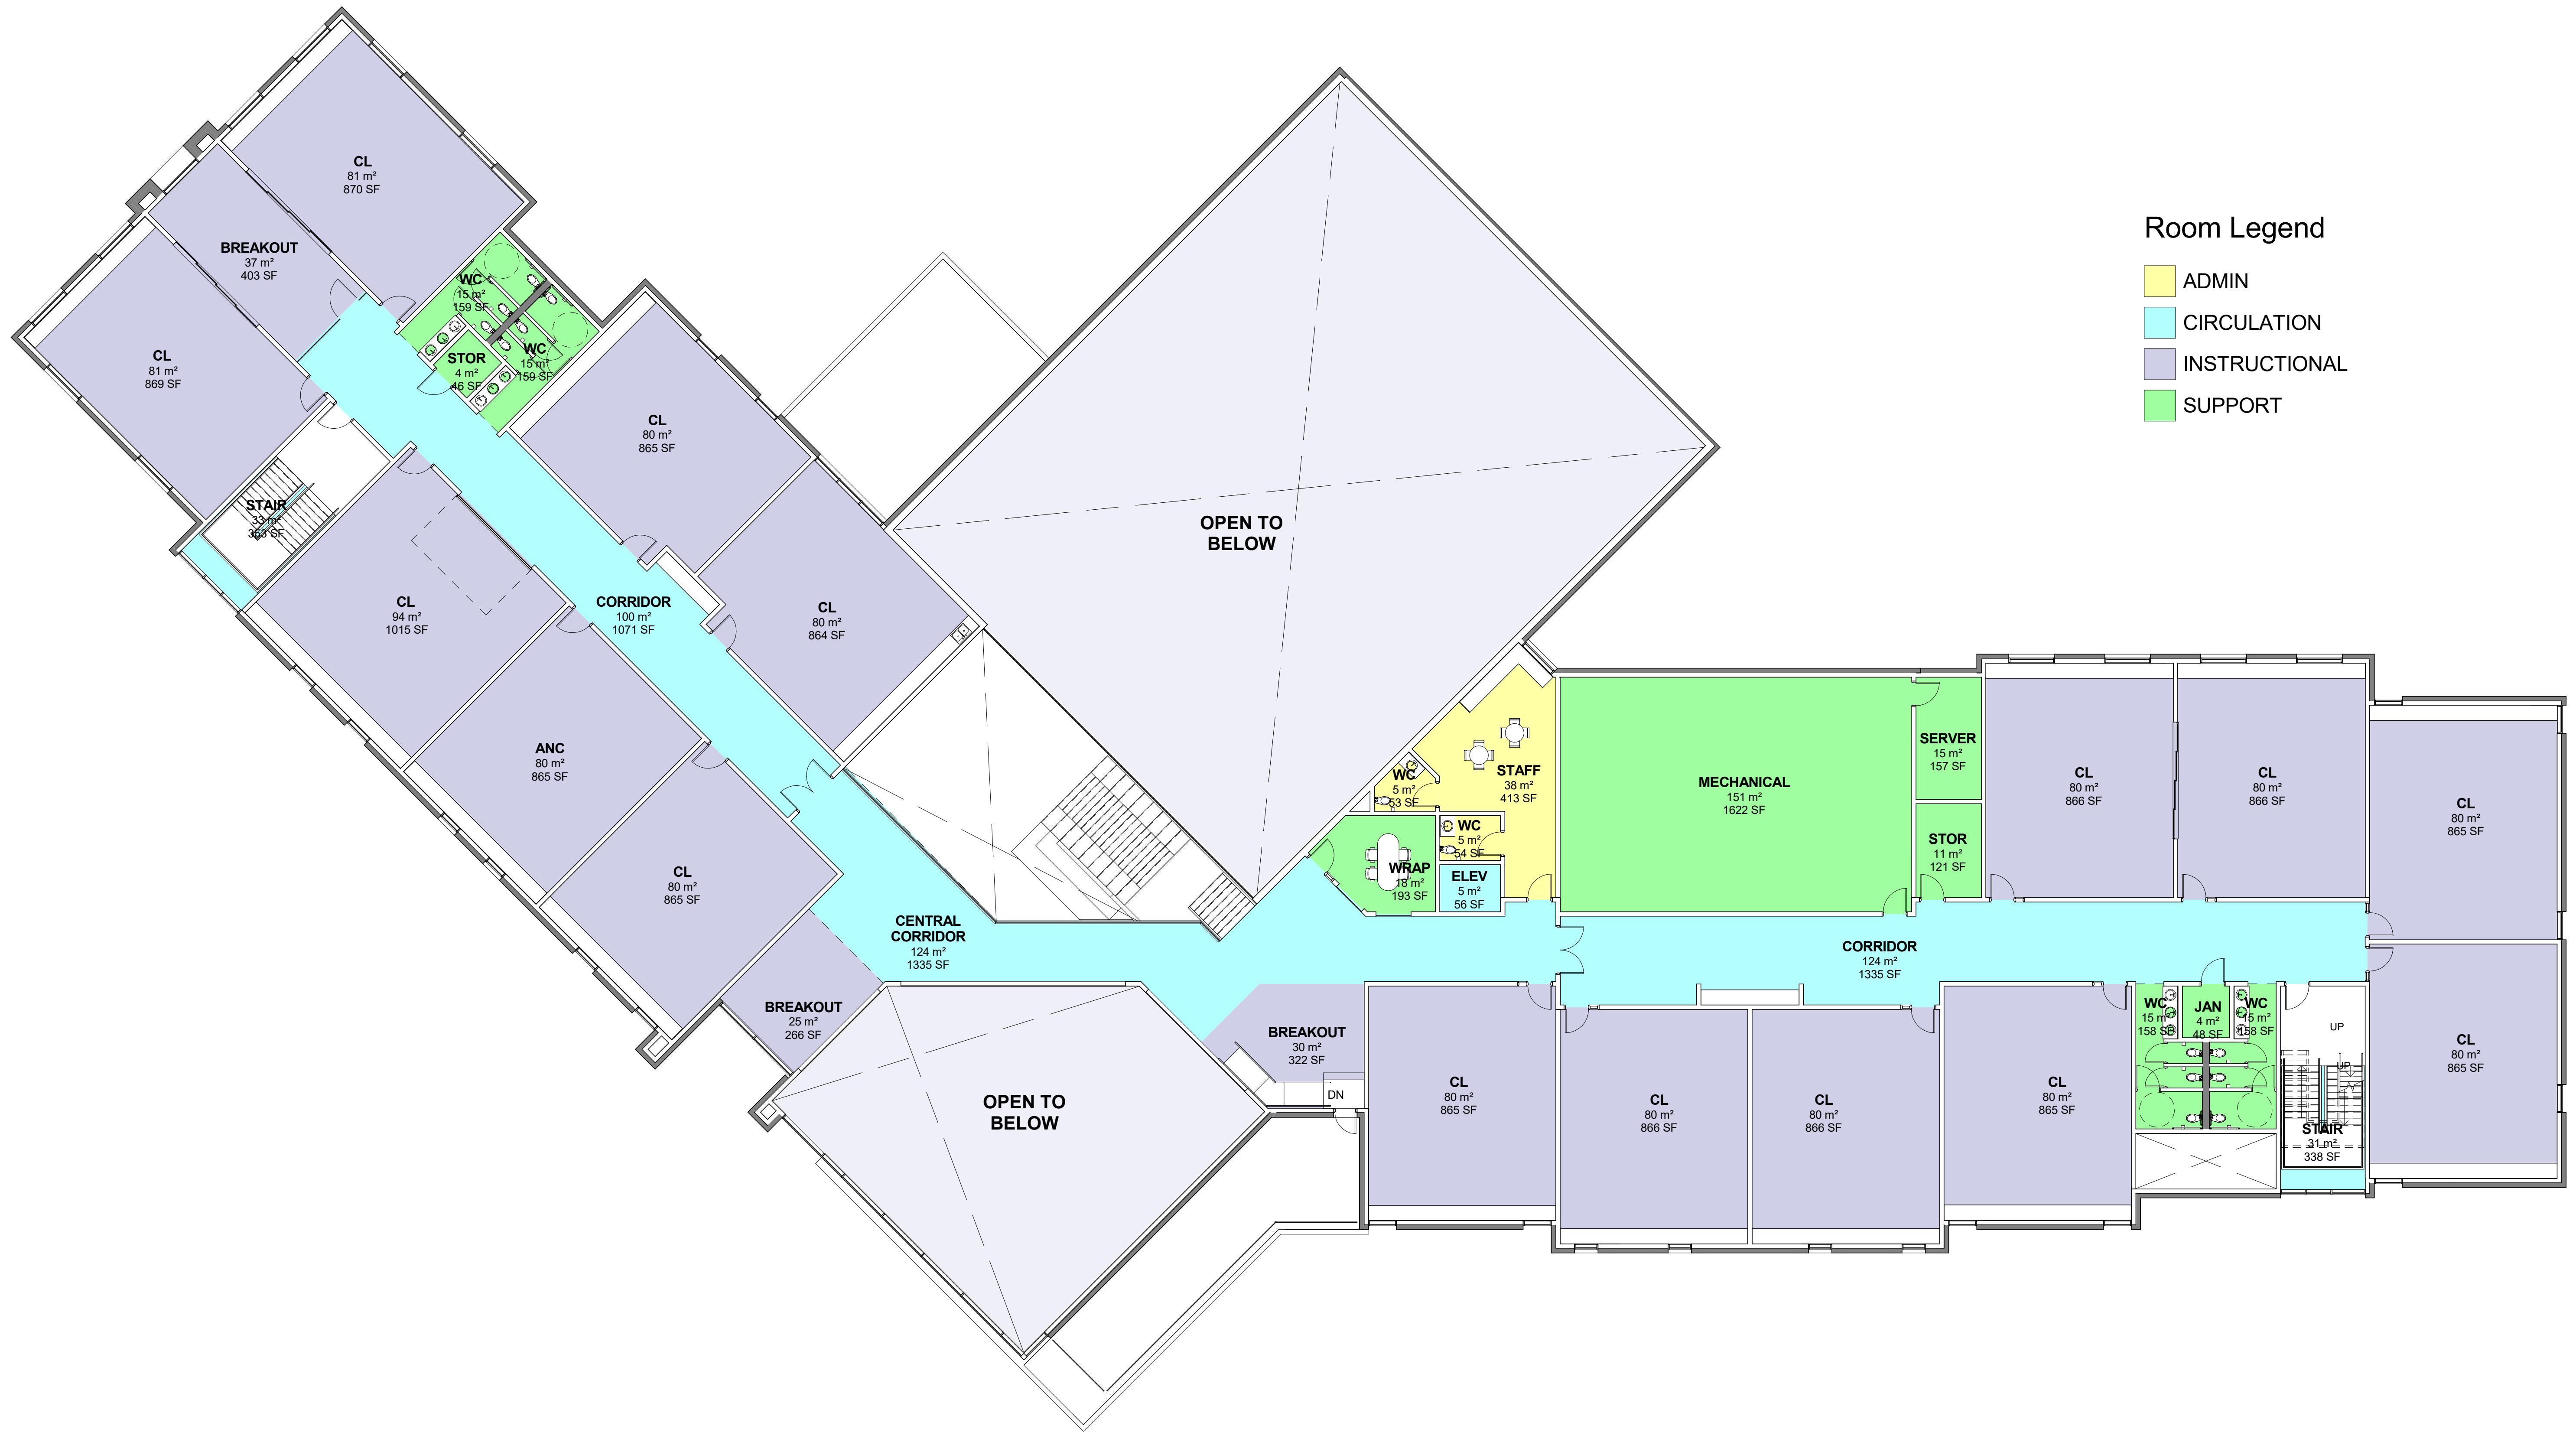 CL
81 m²
870 SF
BREAKOUT
37 m²
403 SF
CL
81 m²
869 SF
WC
15 m²
159 SF
WC
15 m²
159 SF
STOR
4 m²
46 SF
CL
80 m²
865 SF
STAIR
33 m²
353 SF
CL
94 m²
1015 SF
CORRIDOR
100 m²
1071 SF
CL
80 m²
864 SF
ANC
80 m²
865 SF
CL
80 m²
865 SF
OPEN TO
BELOW
CENTRAL
CORRIDOR
124 m²
1335 SF
BREAKOUT
25 m²
266 SF
OPEN TO
BELOW
BREAKOUT
30 m²
322 SF
DN
WC
5 m²
53 SF
STAFF
38 m²
413 SF
WC
5 m²
54 SF
WRAP
18 m²
193 SF
ELEV
5 m²
56 SF
MECHANICAL
151 m²
1622 SF
SERVER
15 m²
157 SF
STOR
11 m²
121 SF
CL
80 m²
866 SF
CL
80 m²
866 SF
CL
80 m²
865 SF
CORRIDOR
124 m²
1335 SF
CL
80 m²
865 SF
CL
80 m²
866 SF
CL
80 m²
866 SF
CL
80 m²
865 SF
WC
15 m²
158 SF
JAN
4 m²
48 SF
WC
15 m²
158 SF
UP
UP
STAIR
31 m²
338 SF
CL
80 m²
865 SF
Room Legend
ADMIN
CIRCULATION
INSTRUCTIONAL
SUPPORT